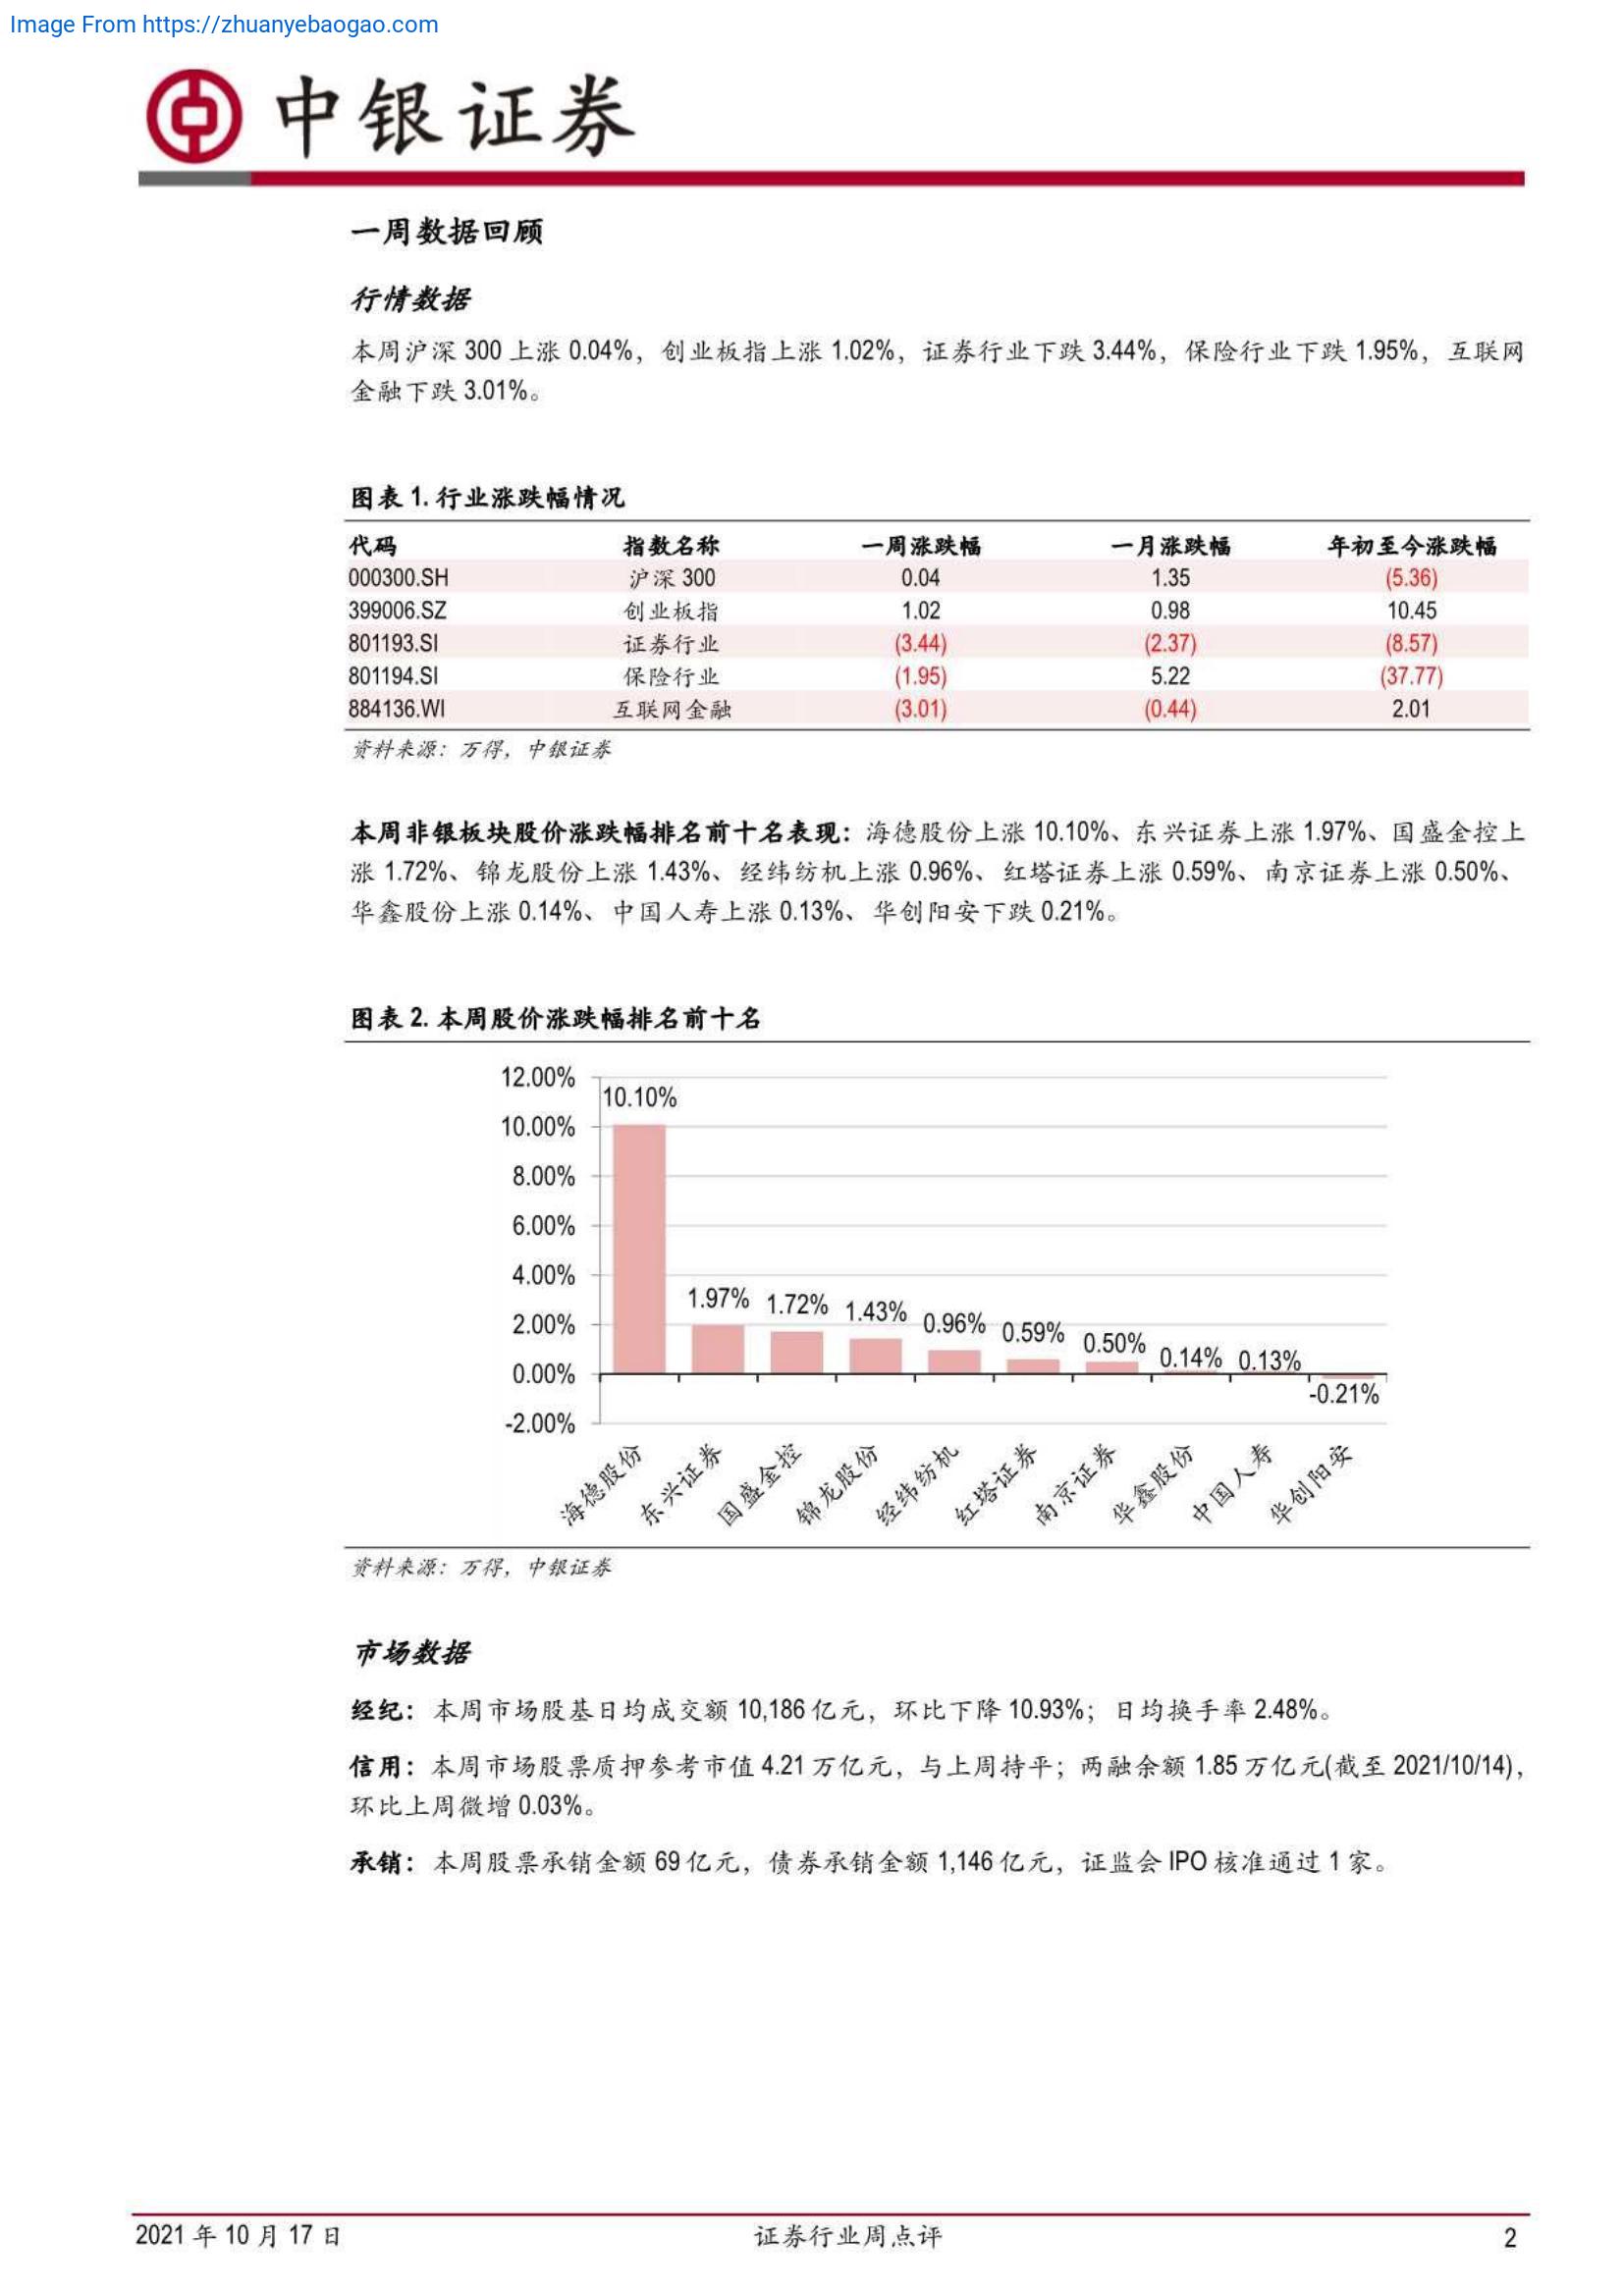 Image From https://zhuanyebaogao.com
中银证券
一周数据回顾
行情数据
本周沪深 300 上涨 0.04%，创业板指上涨 1.02%，证券行业下跌 3.44%，保险行业下跌 1.95%，互联网
金融下跌 3.01%。
图表 1. 行业涨跌幅情况
代码 指数名称 一周涨跌幅 一月涨跌幅 年初至今涨跌幅
000300.SH 沪深 300 0.04 1.35 (5.36)
399006.SZ 创业板指 1.02 0.98 10.45
801193.SI 证券行业 (3.44) (2.37) (8.57)
801194.SI 保险行业 (1.95) 5.22 (37.77)
884136.WI 互联网金融 (3.01) (0.44) 2.01
资料来源：万得，中银证券
本周非银板块股价涨跌幅排名前十名表现：海德股份上涨 10.10%、东兴证券上涨 1.97%、国盛金控上
涨 1.72%、锦龙股份上涨 1.43%、经纬纺机上涨 0.96%、红塔证券上涨 0.59%、南京证券上涨 0.50%、
华鑫股份上涨 0.14%、中国人寿上涨 0.13%、华创阳安下跌 0.21%。
图表 2. 本周股价涨跌幅排名前十名
12.00%
10.00%
8.00%
6.00%
4.00%
2.00%
0.00%
-2.00%
10.10%
1.97%
1.72%
1.43%
0.96%
0.59%
0.50%
0.14%
0.13%
-0.21%
海德股份
东兴证券
国盛金控
锦龙股份
经纬纺机
红塔证券
南京证券
华鑫股份
中国人寿
华创阳安
资料来源：万得，中银证券
市场数据
经纪：本周市场股基日均成交额 10,186 亿元，环比下降 10.93%；日均换手率 2.48%。
信用：本周市场股票质押参考市值 4.21 万亿元，与上周持平；两融余额 1.85 万亿元(截至 2021/10/14)，
环比上周微增 0.03%。
承销：本周股票承销金额 69 亿元，债券承销金额 1,146 亿元，证监会 IPO 核准通过 1 家。
2021 年 10 月 17 日 证券行业周点评 2